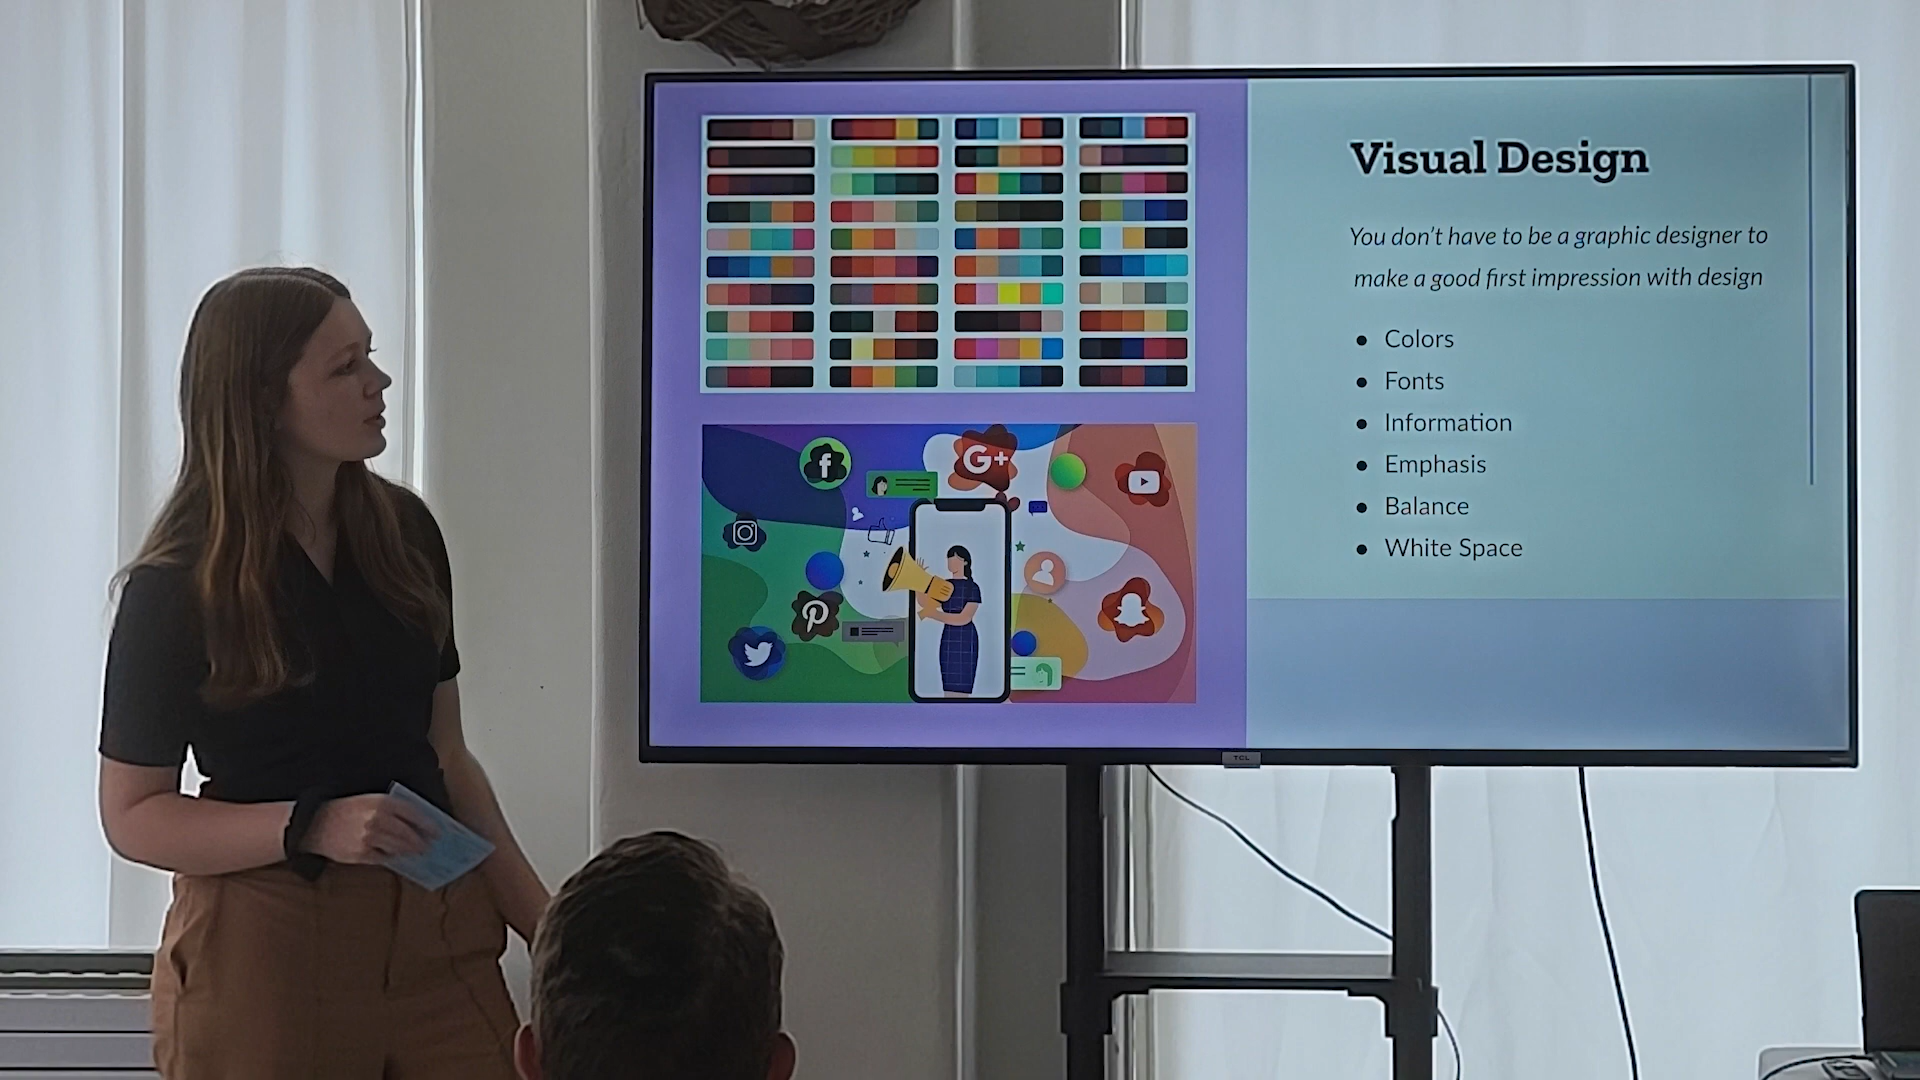 Visual Design
You don't have to be a graphic designer to
make a good first impression with design
● Colors
● Fonts
● Information
● Emphasis
● Balance
● White Space
f
G+
TCL